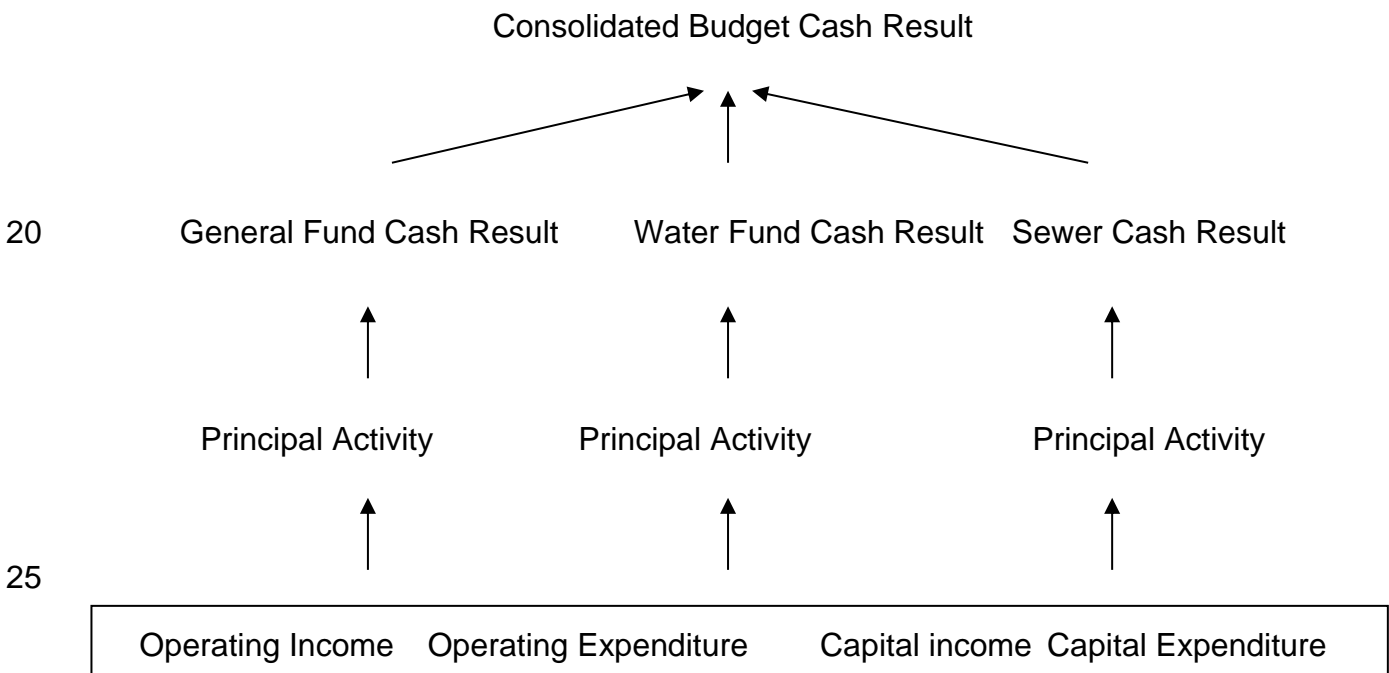 Consolidated Budget Cash Result
20 General Fund Cash Result Water Fund Cash Result Sewer Cash Result
Principal Activity Principal Activity Principal Activity
25
Operating Income Operating Expenditure Capital income Capital Expenditure